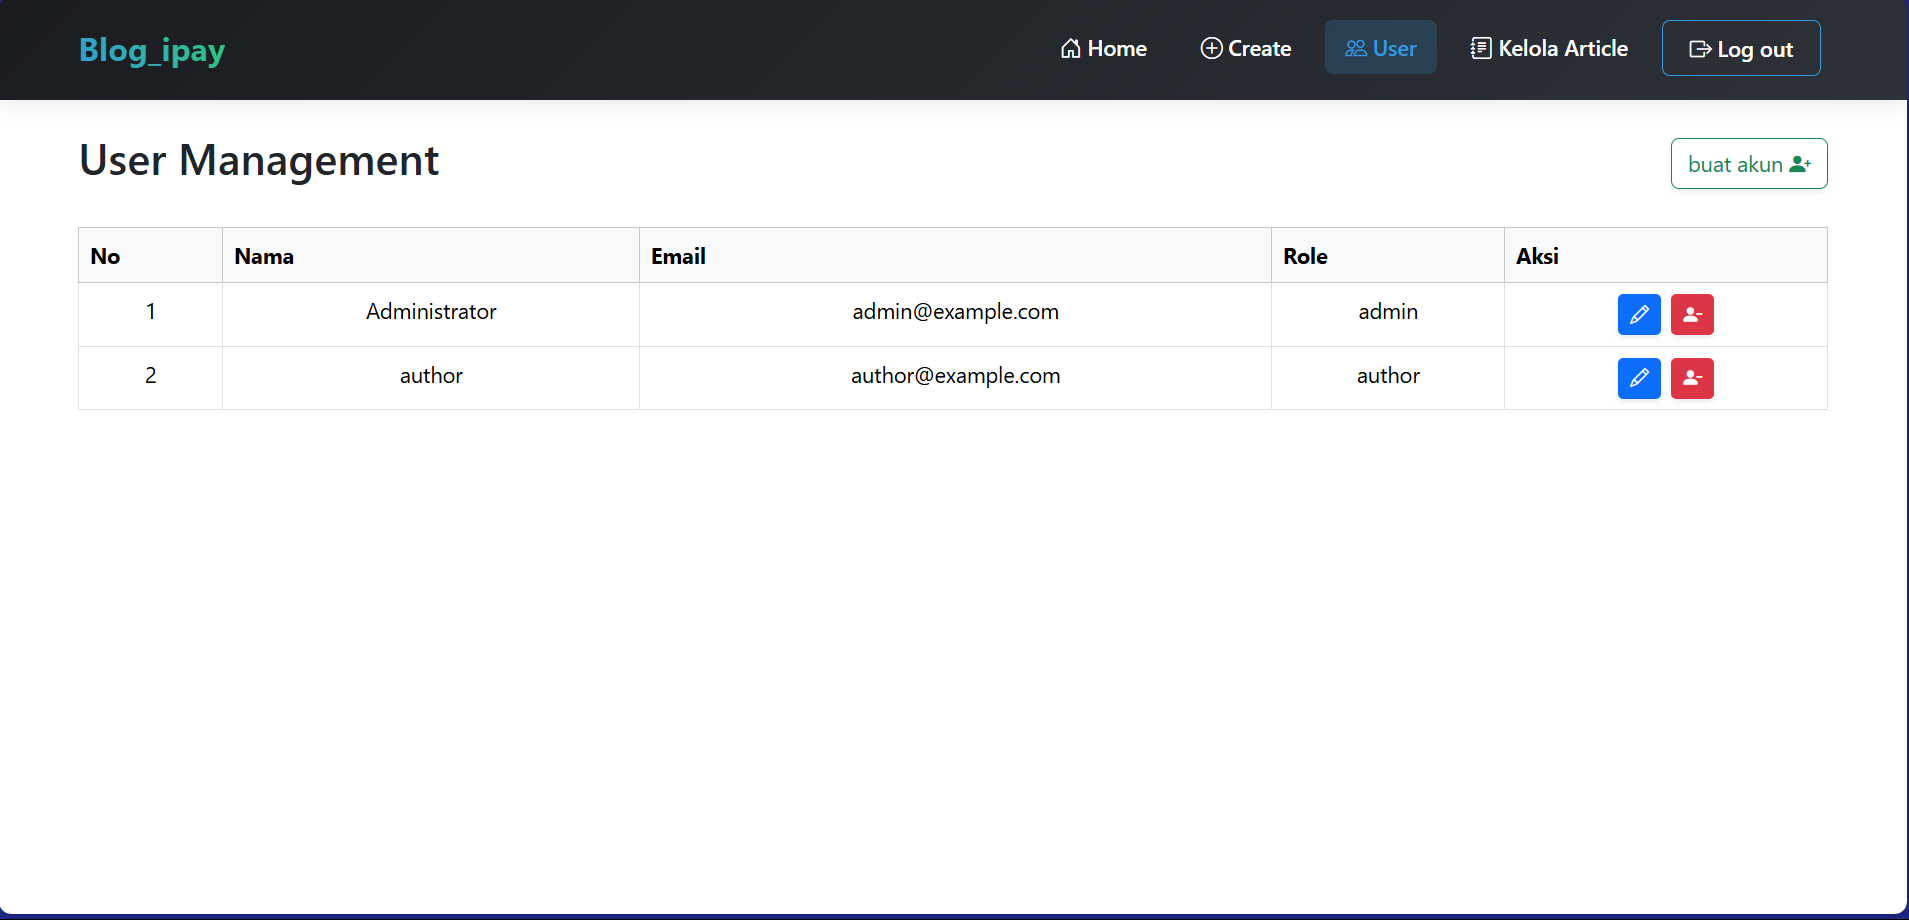 Blog_ipay Home Create User Kelola Article Log out
User Management buat akun
No Nama Email Role Aksi
1 Administrator admin@example.com admin
2 author author@example.com author